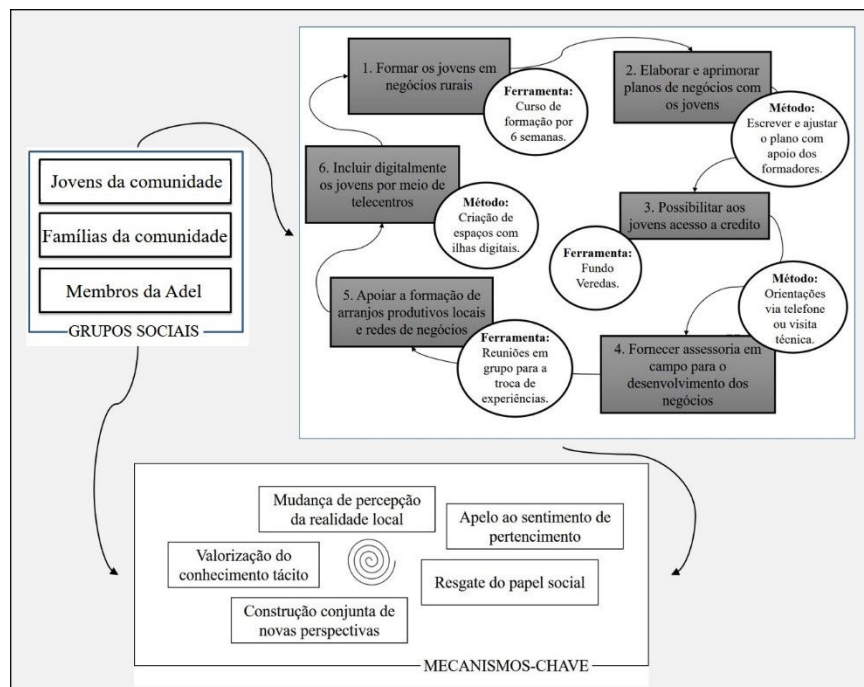 Jovens da comunidade
Famílias da comunidade
Membros da Adel
GRUPOS SOCIAIS
1. Formar os jovens em
negócios rurais
Ferramenta:
Curso de
formação por
6 semanas.
2. Elaborar e aprimorar
planos de negócios com
os jovens
Método:
Escrever e ajustar
o plano com
apoio dos
formadores.
3. Possibilitar aos
jovens acesso a credito
Ferramenta:
Fundo
Veredas.
4. Fornecer assessoria em
campo para o
desenvolvimento dos
negócios
Método:
Orientações
via telefone
ou visita
técnica.
5. Apoiar a formação de
arranjos produtivos locais
e redes de negócios
Ferramenta:
Reuniões em
grupo para a
troca de
experiências.
6. Incluir digitalmente
os jovens por meio de
telecentros
Método:
Criação de
espaços com
ilhas digitais.
Mudança de percepção
da realidade local
Apelo ao sentimento de
pertencimento
Valorização do
conhecimento tácito
Resgate do papel social
Construção conjunta de
novas perspectivas
MECANISMOS-CHAVE